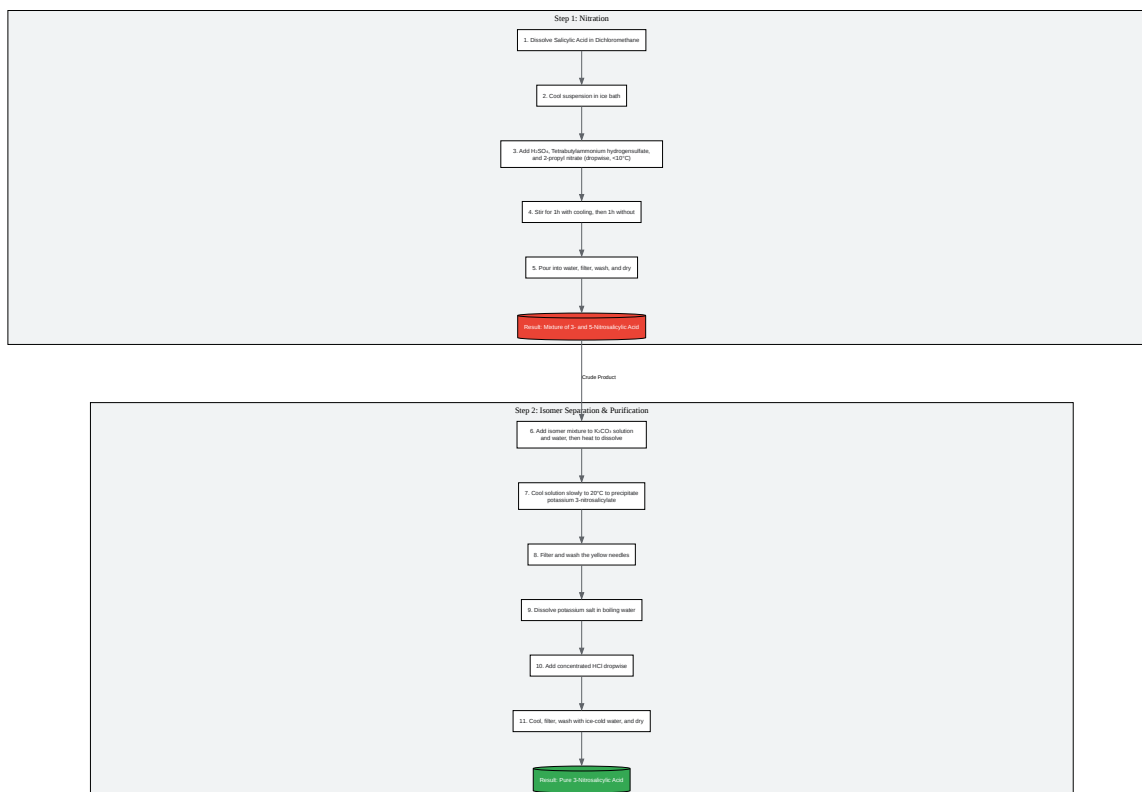 Step 1: Nitration
1. Dissolve Salicylic Acid in Dichloromethane
2. Cool suspension in ice bath
3. Add H₂SO₄, Tetrabutylammonium hydrogensulfate,
and 2-propyl nitrate (dropwise, <10°C)
4. Stir for 1h with cooling, then 1h without
5. Pour into water, filter, wash, and dry
Result: Mixture of 3- and 5-Nitrosalicylic Acid
Crude Product
Step 2: Isomer Separation & Purification
6. Add isomer mixture to K₂CO₃ solution
and water, then heat to dissolve
7. Cool solution slowly to 20°C to precipitate
potassium 3-nitrosalicylate
8. Filter and wash the yellow needles
9. Dissolve potassium salt in boiling water
10. Add concentrated HCl dropwise
11. Cool, filter, wash with ice-cold water, and dry
Result: Pure 3-Nitrosalicylic Acid